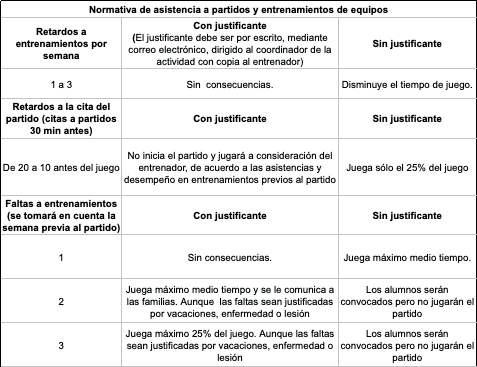 Normativa de asistencia a partidos y entrenamientos de equipos
Retardos a
entrenamientos por
semana
Con justificante
(El justificante debe ser por escrito, mediante
correo electrónico, dirigido al coordinador de la
actividad con copia al entrenador)
Sin justificante
1 a 3
Sin consecuencias.
Disminuye el tiempo de juego.
Retardos a la cita del
partido (citas a partidos
30 min antes)
Con justificante
Sin justificante
De 20 a 10 antes del juego
No inicia el partido y jugará a consideración del
entrenador, de acuerdo a las asistencias y
desempeño en entrenamientos previos al partido
Juega sólo el 25% del juego
Faltas a entrenamientos
(se tomará en cuenta la
semana previa al partido)
Con justificante
Sin justificante
1
Sin consecuencias.
Juega máximo medio tiempo.
2
Juega máximo medio tiempo y se le comunica a
las familias. Aunque las faltas sean justificadas
por vacaciones, enfermedad o lesión
Los alumnos serán
convocados pero no jugarán el
partido
3
Juega máximo 25% del juego. Aunque las faltas
sean justificadas por vacaciones, enfermedad o
lesión
Los alumnos serán
convocados pero no jugarán el
partido